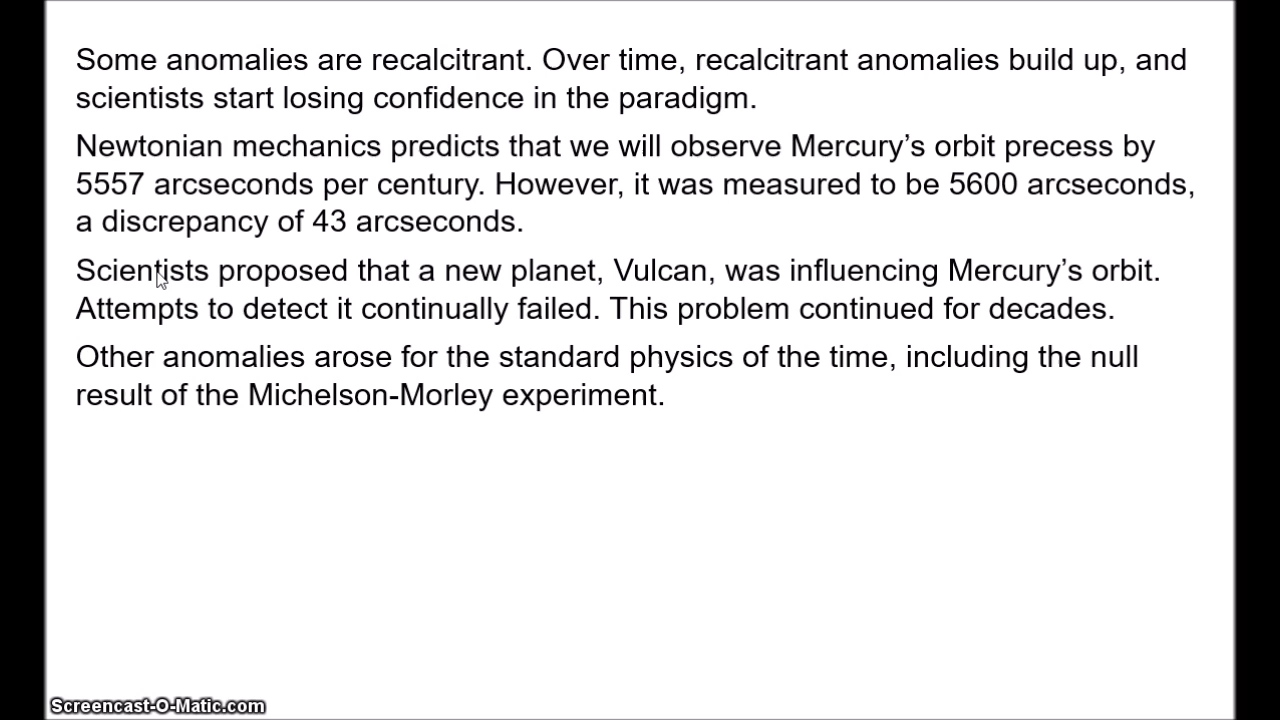 Some anomalies are recalcitrant. Over time, recalcitrant anomalies build up, and
scientists start losing confidence in the paradigm.
Newtonian mechanics predicts that we will observe Mercury’s orbit precess by
5557 arcseconds per century. However, it was measured to be 5600 arcseconds,
a discrepancy of 43 arcseconds.
Scientists proposed that a new planet, Vulcan, was influencing Mercury’s orbit.
Attempts to detect it continually failed. This problem continued for decades.
Other anomalies arose for the standard physics of the time, including the null
result of the Michelson-Morley experiment.
Screencast-O-Matic.com